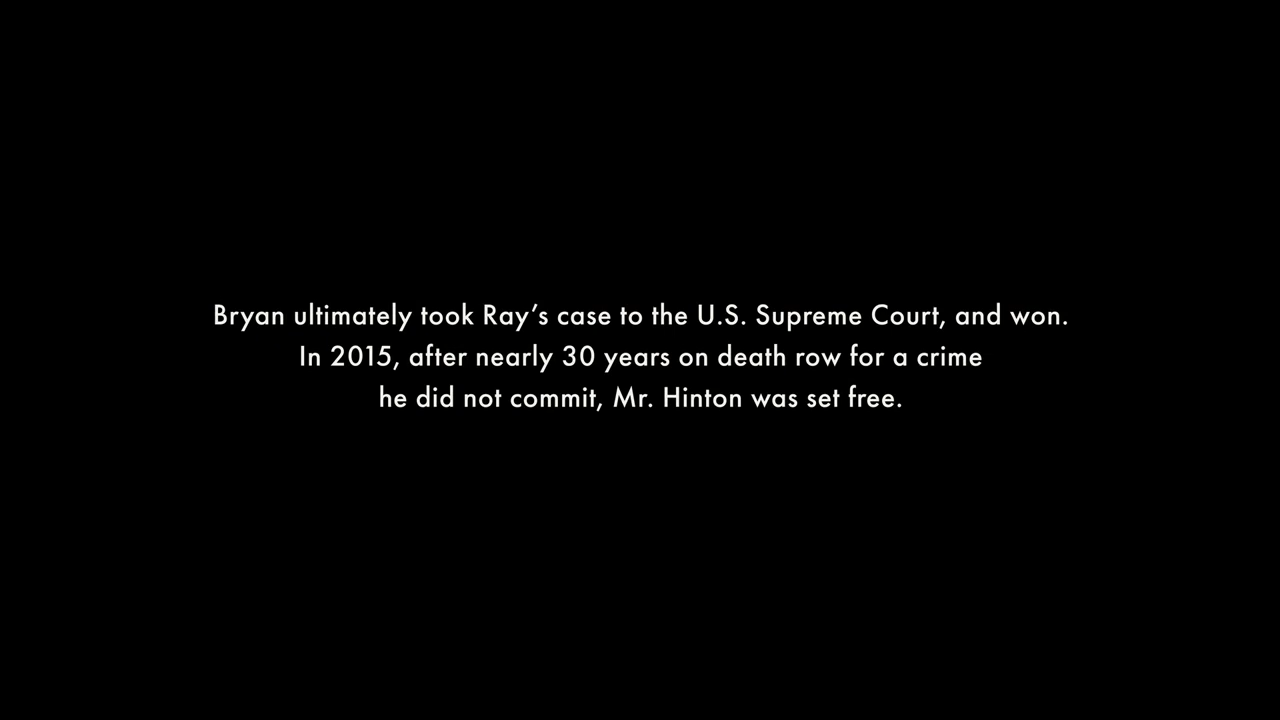 Bryan ultimately took Ray’s case to the U.S. Supreme Court, and won.
In 2015, after nearly 30 years on death row for a crime
he did not commit, Mr. Hinton was set free.